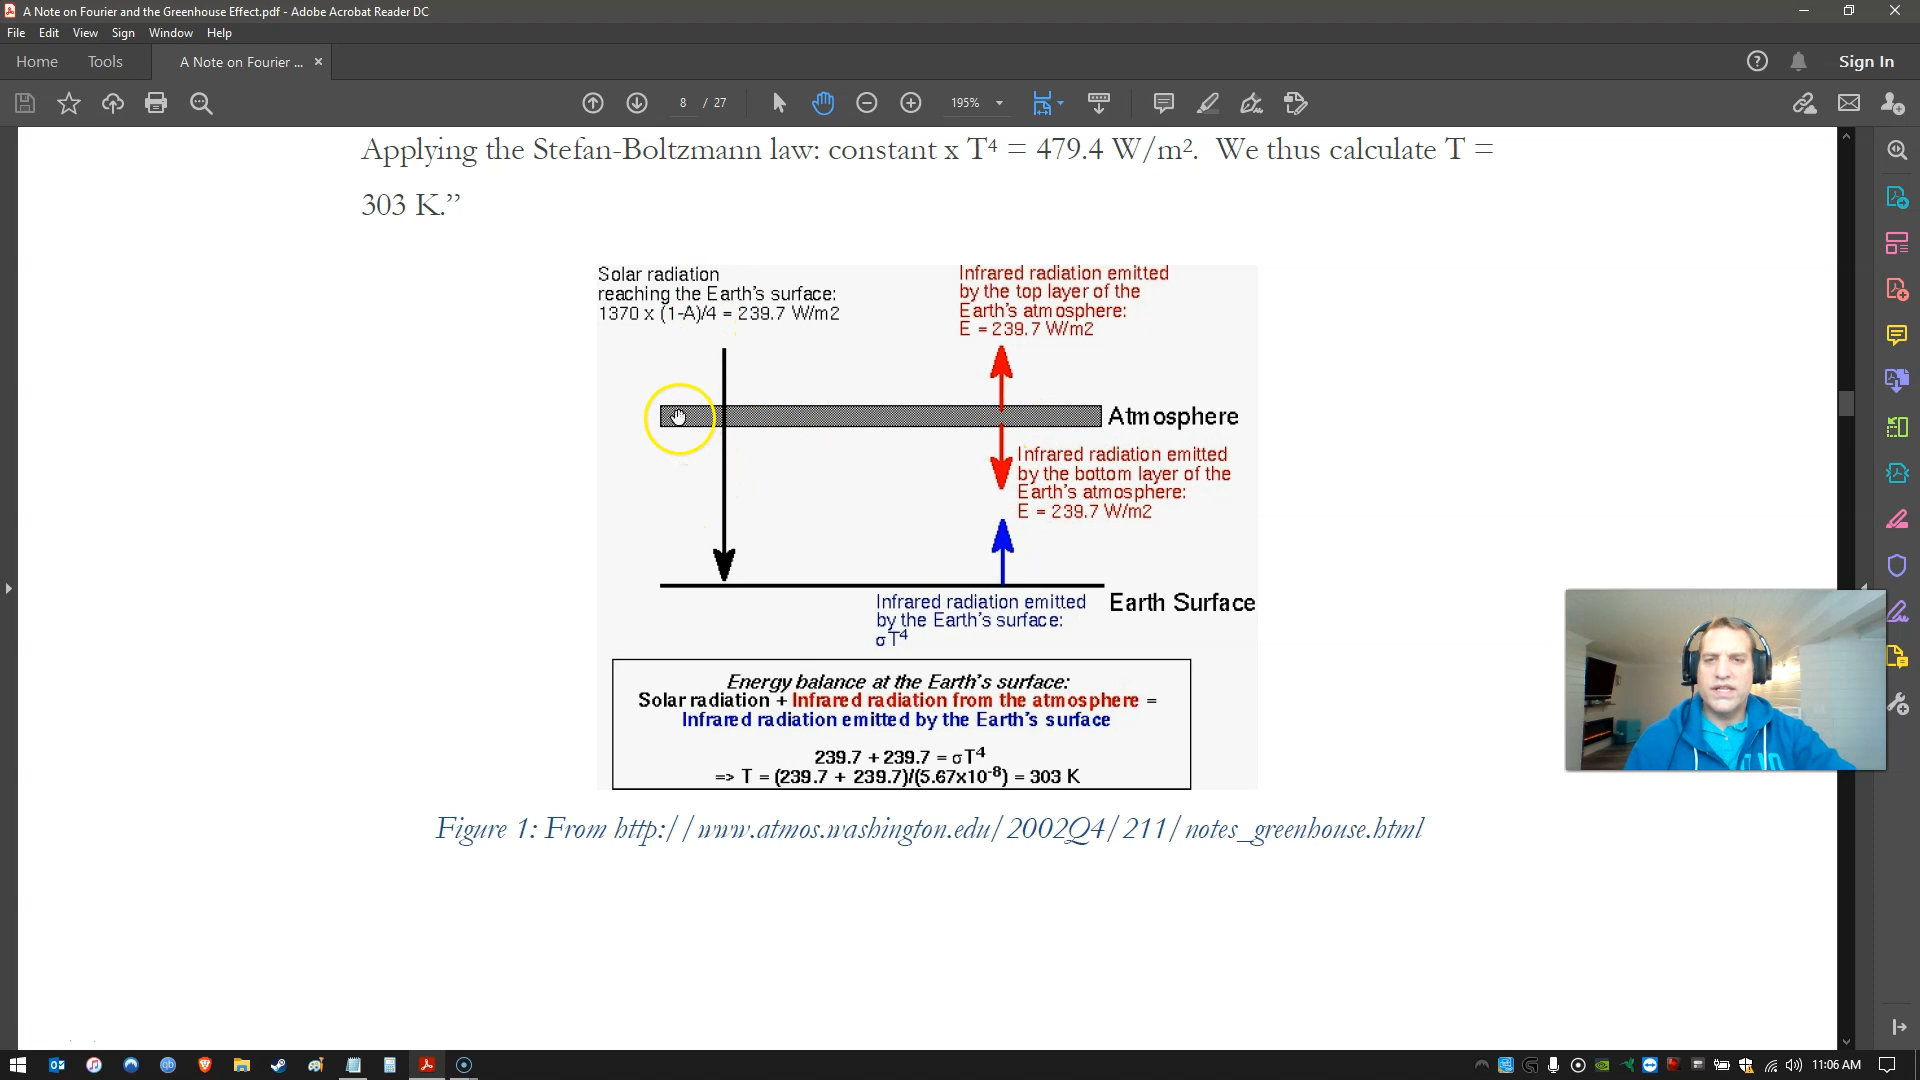 A Note on Fourier and the Greenhouse Effect.pdf - Adobe Acrobat Reader DC
File Edit View Sign Window Help
Home Tools A Note on Fourier ... ×
Sign In
8 / 27
195%
Applying the Stefan-Boltzmann law: constant x T⁴ = 479.4 W/m². We thus calculate T =
303 K.”
Solar radiation
reaching the Earth's surface:
1370 x (1-A)/4 = 239.7 W/m2
Infrared radiation emitted
by the top layer of the
Earth's atmosphere:
E = 239.7 W/m2
Atmosphere
Infrared radiation emitted
by the bottom layer of the
Earth's atmosphere:
E = 239.7 W/m2
Infrared radiation emitted
by the Earth's surface:
σT⁴
Earth Surface
Energy balance at the Earth's surface:
Solar radiation + Infrared radiation from the atmosphere =
Infrared radiation emitted by the Earth's surface
239.7 + 239.7 = σT⁴
=> T = (239.7 + 239.7)/(5.67x10⁻⁸) = 303 K
Figure 1: From http://www.atmos.washington.edu/2002Q4/211/notes_greenhouse.html
11:06 AM